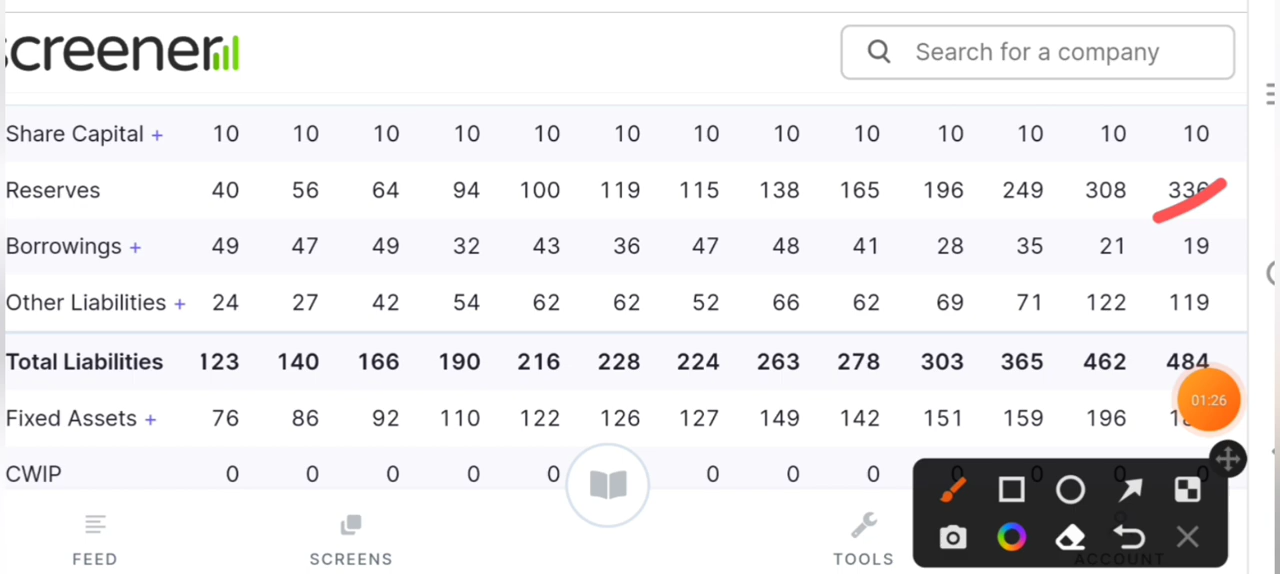 screener
Search for a company
Share Capital + 10 10 10 10 10 10 10 10 10 10 10 10 10
Reserves 40 56 64 94 100 119 115 138 165 196 249 308 336
Borrowings + 49 47 49 32 43 36 47 48 41 28 35 21 19
Other Liabilities + 24 27 42 54 62 62 52 66 62 69 71 122 119
Total Liabilities 123 140 166 190 216 228 224 263 278 303 365 462 484
Fixed Assets + 76 86 92 110 122 126 127 149 142 151 159 196
01:26
CWIP 0 0 0 0 0 0 0 0 0 0 0 0
FEED SCREENS TOOLS ACCOUNT